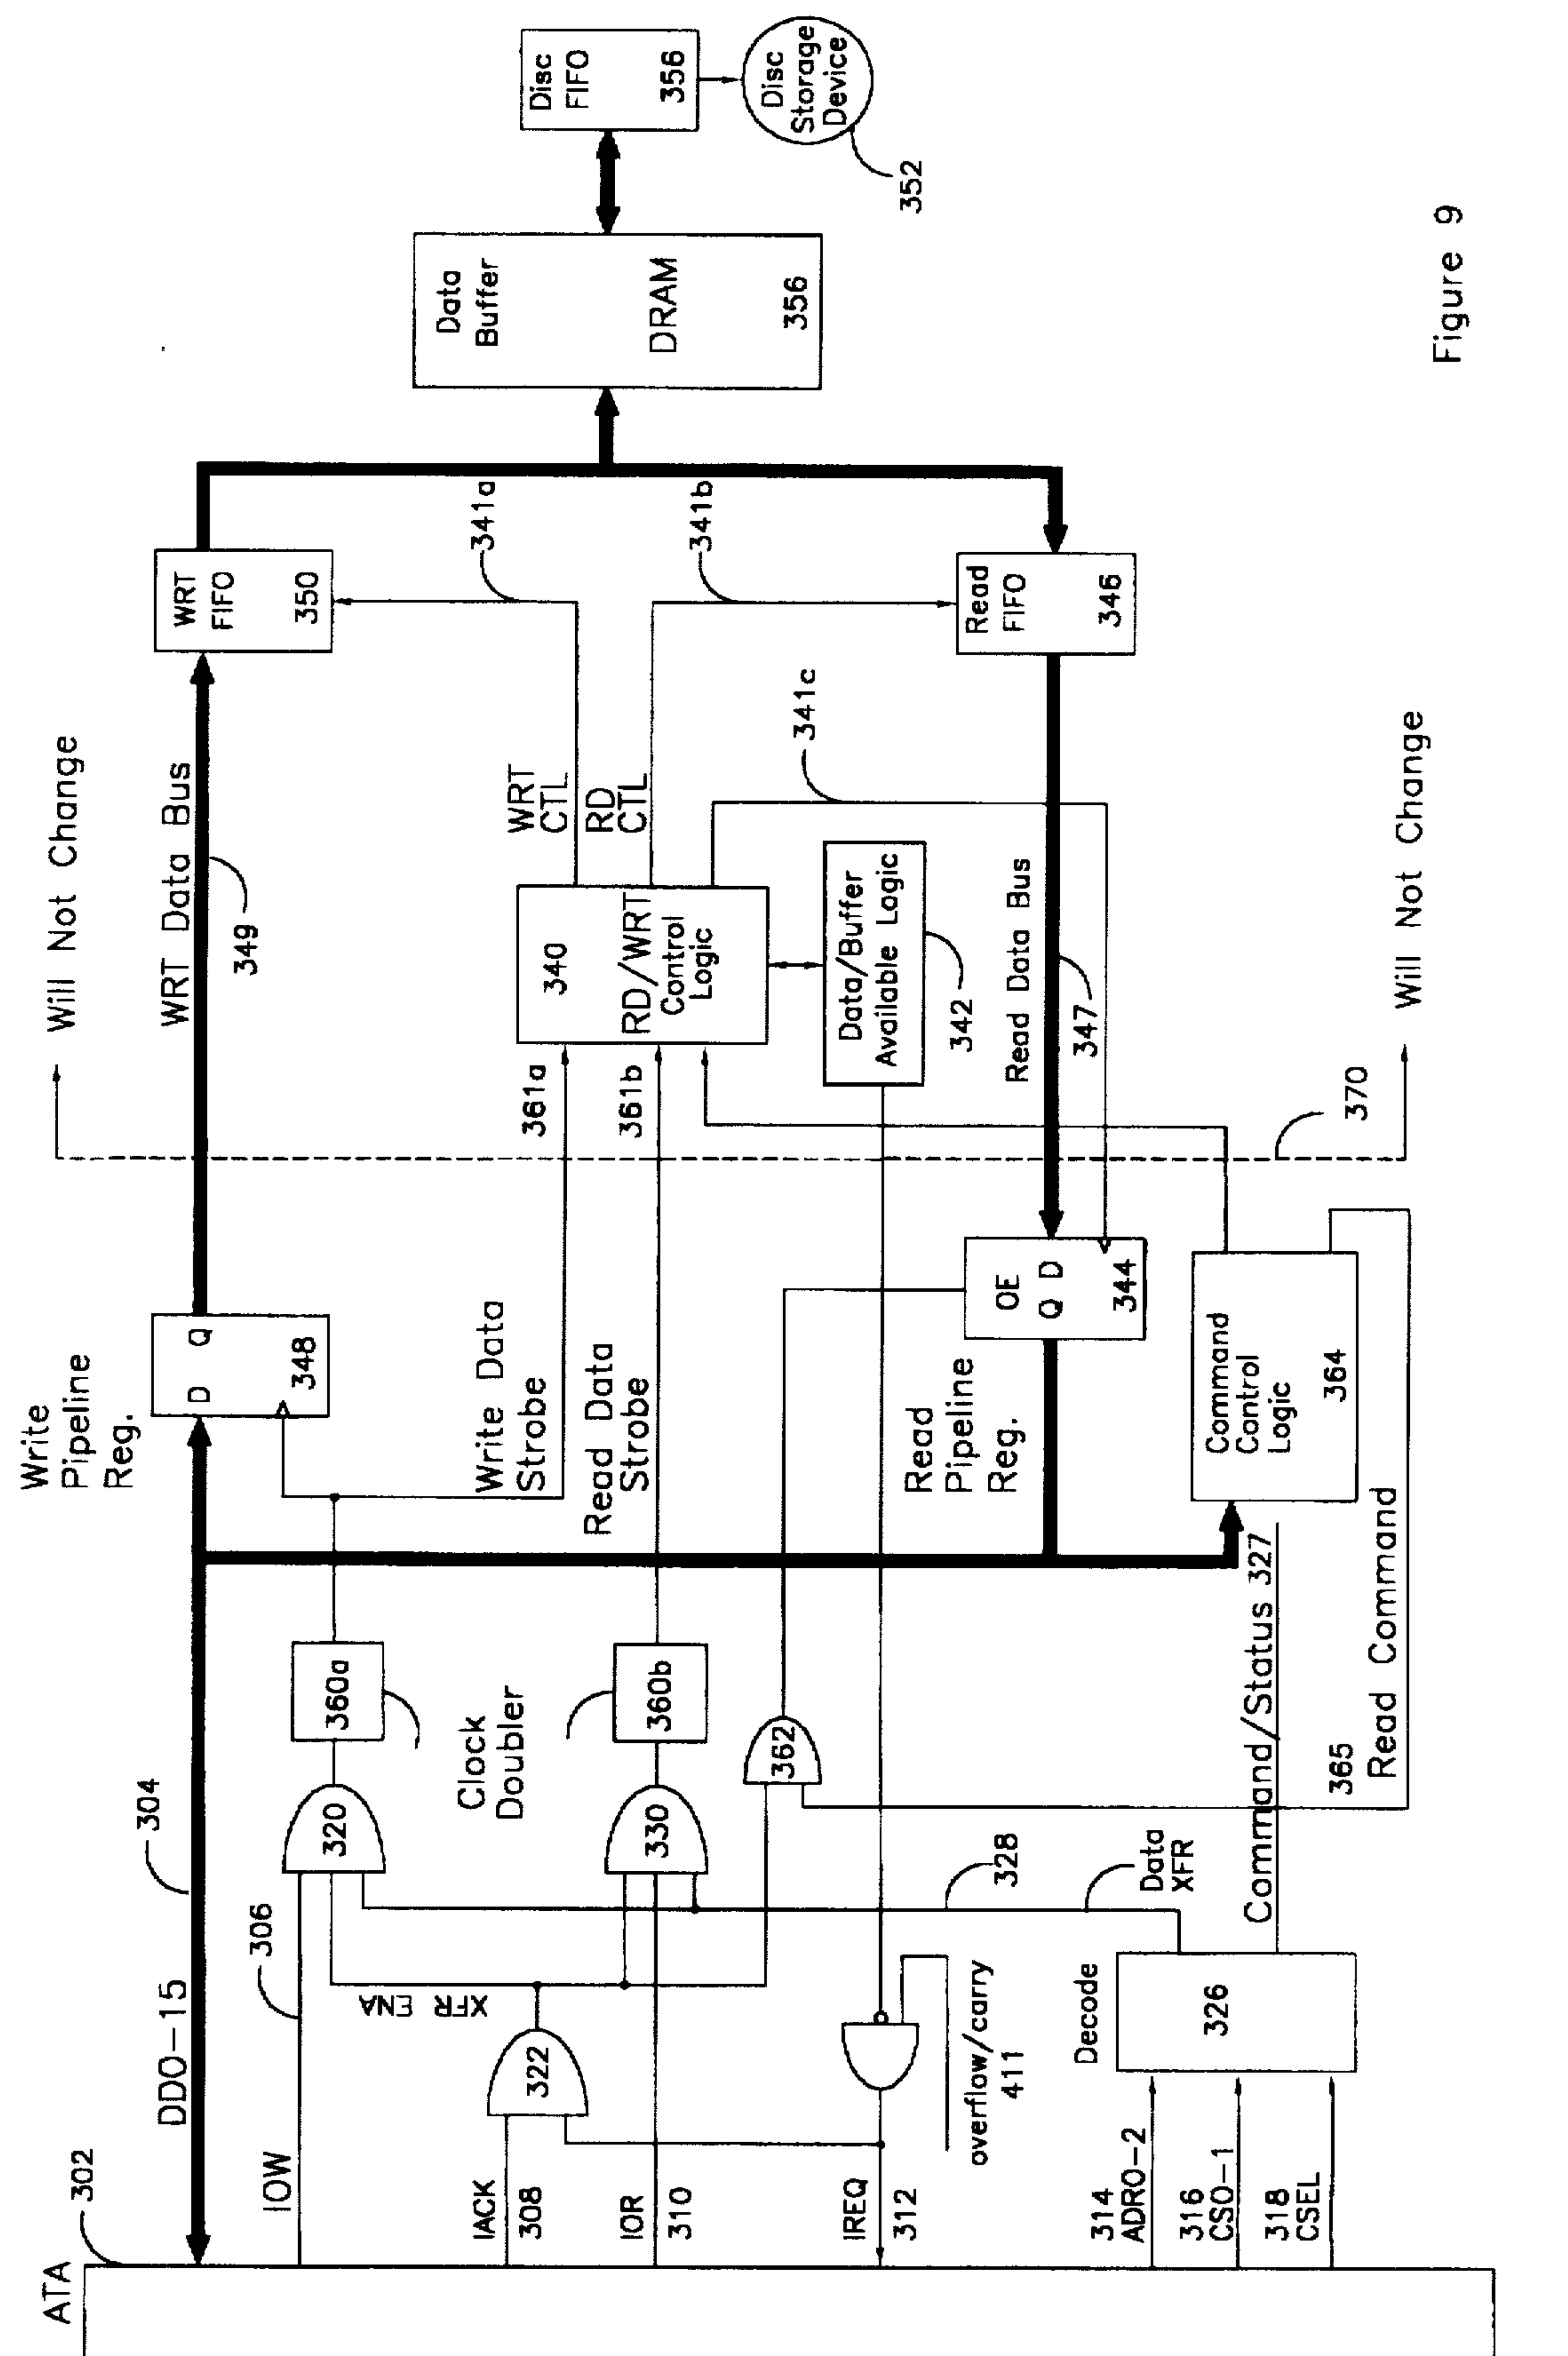 ATA
302
DD0-15
304
IOW
306
IACK
308
IOR
310
IREQ
312
314
ADR0-2
316
CS0-1
318
CSEL
322
XFR ENA
320
330
362
overflow/carry
411
Decode
326
328
Data
XFR
Clock
Doubler
360a
360b
Command/Status 327
365
Read Command
Write
Pipeline
Reg.
D Q
348
Write Data
Strobe
Read Data
Strobe
Read
Pipeline
Reg.
OE
Q D
344
Command
Control
Logic
364
370
Will Not Change
Will Not Change
WRT Data Bus
349
361a
361b
340
RD/WRT
Control
Logic
Data/Buffer
Available Logic
342
WRT
CTL
RD
CTL
341a
341b
341c
Read Data Bus
347
WRT
FIFO
350
Read
FIFO
346
Data
Buffer
DRAM
356
Disc
FIFO
356
Disc
Storage
Device
352
Figure 9